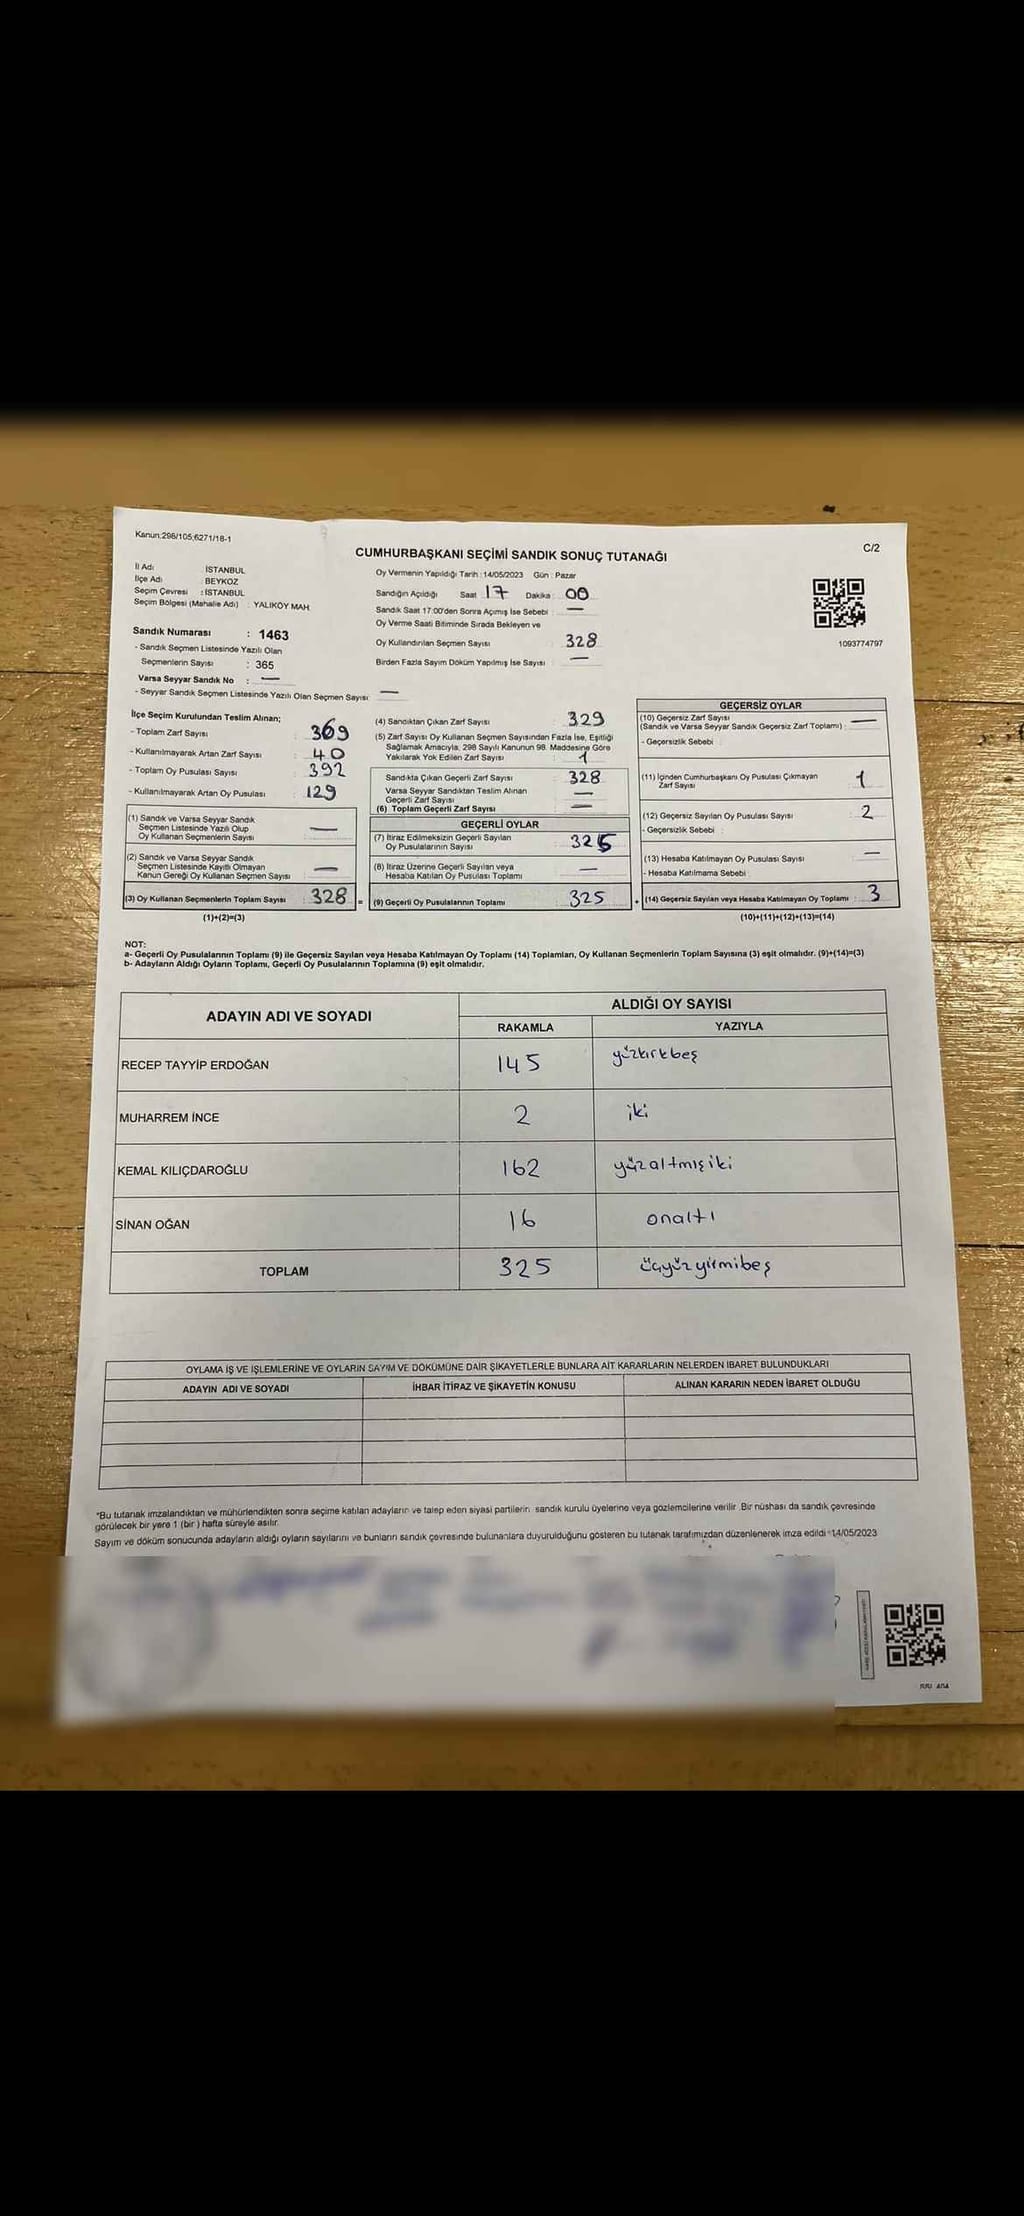 Kanun:298/105;6271/18-1
CUMHURBAŞKANI SEÇİMİ SANDIK SONUÇ TUTANAĞI
C/2
İl Adı : İSTANBUL
İlçe Adı : BEYKOZ
Seçim Çevresi : İSTANBUL
Seçim Bölgesi (Mahalle Adı) : YALIKÖY MAH.
Sandık Numarası : 1463
- Sandık Seçmen Listesinde Yazılı Olan
Seçmenlerin Sayısı : 365
Varsa Seyyar Sandık No : —
- Seyyar Sandık Seçmen Listesinde Yazılı Olan Seçmen Sayısı: —
Oy Vermenin Yapıldığı Tarih :14/05/2023 Gün : Pazar
Sandığın Açıldığı Saat : 17 Dakika : 00
Sandık Saat 17:00'den Sonra Açımış İse Sebebi : —
Oy Verme Saati Bitiminde Sırada Bekleyen ve
Oy Kullandırılan Seçmen Sayısı : 328
Birden Fazla Sayım Döküm Yapılmış İse Sayısı : —
1093774797
İlçe Seçim Kurulundan Teslim Alınan;
- Toplam Zarf Sayısı : 369
- Kullanılmayarak Artan Zarf Sayısı : 40
- Toplam Oy Pusulası Sayısı : 392
- Kullanılmayarak Artan Oy Pusulası : 129
(1) Sandık ve Varsa Seyyar Sandık
Seçmen Listesinde Yazılı Olup
Oy Kullanan Seçmenlerin Sayısı : —
(2) Sandık ve Varsa Seyyar Sandık
Seçmen Listesinde Kayıtlı Olmayan
Kanun Gereği Oy Kullanan Seçmen Sayısı : —
(3) Oy Kullanan Seçmenlerin Toplam Sayısı : 328 =
(1)+(2)=(3)
(4) Sandıktan Çıkan Zarf Sayısı : 329
(5) Zarf Sayısı Oy Kullanan Seçmen Sayısından Fazla İse, Eşitliği
Sağlamak Amacıyla, 298 Sayılı Kanunun 98. Maddesine Göre
Yakılarak Yok Edilen Zarf Sayısı : 1
Sandıkta Çıkan Geçerli Zarf Sayısı : 328
Varsa Seyyar Sandıktan Teslim Alınan
Geçerli Zarf Sayısı : —
(6) Toplam Geçerli Zarf Sayısı : —
GEÇERLİ OYLAR
(7) İtiraz Edilmeksizin Geçerli Sayılan
Oy Pusulalarının Sayısı : 325
(8) İtiraz Üzerine Geçerli Sayılan veya
Hesaba Katılan Oy Pusulası Toplamı : —
(9) Geçerli Oy Pusulalarının Toplamı : 325 +
GEÇERSİZ OYLAR
(10) Geçersiz Zarf Sayısı
(Sandık ve Varsa Seyyar Sandık Geçersiz Zarf Toplamı) : —
- Geçersizlik Sebebi :
(11) İçinden Cumhurbaşkanı Oy Pusulası Çıkmayan
Zarf Sayısı : 1
(12) Geçersiz Sayılan Oy Pusulası Sayısı : 2
- Geçersizlik Sebebi :
(13) Hesaba Katılmayan Oy Pusulası Sayısı : —
- Hesaba Katılmama Sebebi :
(14) Geçersiz Sayılan veya Hesaba Katılmayan Oy Toplamı : 3
(10)+(11)+(12)+(13)=(14)
NOT:
a- Geçerli Oy Pusulalarının Toplamı (9) ile Geçersiz Sayılan veya Hesaba Katılmayan Oy Toplamı (14) Toplamları, Oy Kullanan Seçmenlerin Toplam Sayısına (3) eşit olmalıdır. (9)+(14)=(3)
b- Adayların Aldığı Oyların Toplamı, Geçerli Oy Pusulalarının Toplamına (9) eşit olmalıdır.
ADAYIN ADI VE SOYADI ALDIĞI OY SAYISI
RAKAMLA YAZIYLA
RECEP TAYYİP ERDOĞAN 145 yüzkırkbeş
MUHARREM İNCE 2 iki
KEMAL KILIÇDAROĞLU 162 yüzaltmışiki
SİNAN OĞAN 16 onaltı
TOPLAM 325 üçyüzyirmibeş
OYLAMA İŞ VE İŞLEMLERİNE VE OYLARIN SAYIM VE DÖKÜMÜNE DAİR ŞİKAYETLERLE BUNLARA AİT KARARLARIN NELERDEN İBARET BULUNDUKLARI
ADAYIN ADI VE SOYADI İHBAR İTİRAZ VE ŞİKAYETİN KONUSU ALINAN KARARIN NEDEN İBARET OLDUĞU
*Bu tutanak imzalandıktan ve mühürlendikten sonra seçime katılan adayların ve talep eden siyasi partilerin sandık kurulu üyelerine veya gözlemcilerine verilir. Bir nüshası da sandık çevresinde
görülecek bir yere 1 (bir ) hafta süreyle asılır.
Sayım ve döküm sonucunda adayların aldığı oyların sayılarını ve bunların sandık çevresinde bulunanlara duyurulduğunu gösteren bu tutanak tarafımızdan düzenlenerek imza edildi 14/05/2023